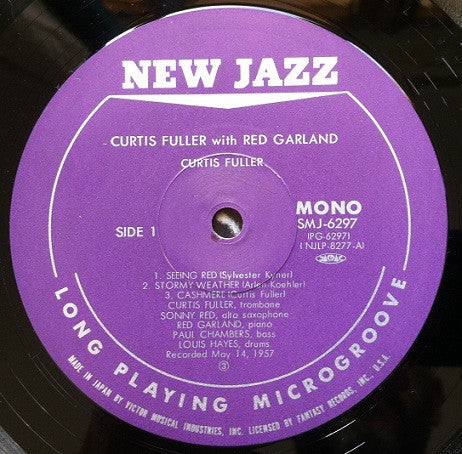 NEW JAZZ
CURTIS FULLER with RED GARLAND
CURTIS FULLER
SIDE 1
MONO
SMJ-6297
(PG-6297)
(NJLP-8277-A)
1. SEEING RED (Sylvester Kyner)
2. STORMY WEATHER (Arlen Koehler)
3. CASHMERE (Curtis Fuller)
CURTIS FULLER, trombone
SONNY RED, alto saxophone
RED GARLAND, piano
PAUL CHAMBERS, bass
LOUIS HAYES, drums
Recorded May 14, 1957
③
LONG PLAYING MICROGROOVE
MADE IN JAPAN BY VICTOR MUSICAL INDUSTRIES, INC. LICENSED BY FANTASY RECORDS, INC., U.S.A.